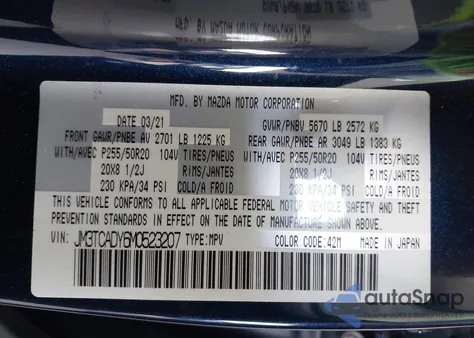 MFD. BY MAZDA MOTOR CORPORATION
DATE 03/21
GVWR/PNBV 5670 LB 2572 KG
FRONT GAWR/PNBE AV 2701 LB 1225 KG
REAR GAWR/PNBE AR 3049 LB 1383 KG
WITH/AVEC P255/50R20 104V TIRES/PNEUS
WITH/AVEC P255/50R20 104V TIRES/PNEUS
20X8 1/2J RIMS/JANTES
20X8 1/2J RIMS/JANTES
230 KPA/34 PSI COLD/A FROID
230 KPA/34 PSI COLD/A FROID
THIS VEHICLE CONFORMS TO ALL APPLICABLE FEDERAL MOTOR VEHICLE SAFETY AND THEFT
PREVENTION STANDARDS IN EFFECT ON THE DATE OF MANUFACTURE SHOWN ABOVE.
VIN: JM3TCADY6M0523207 TYPE:MPV COLOR CODE:42M MADE IN JAPAN
autaSnap